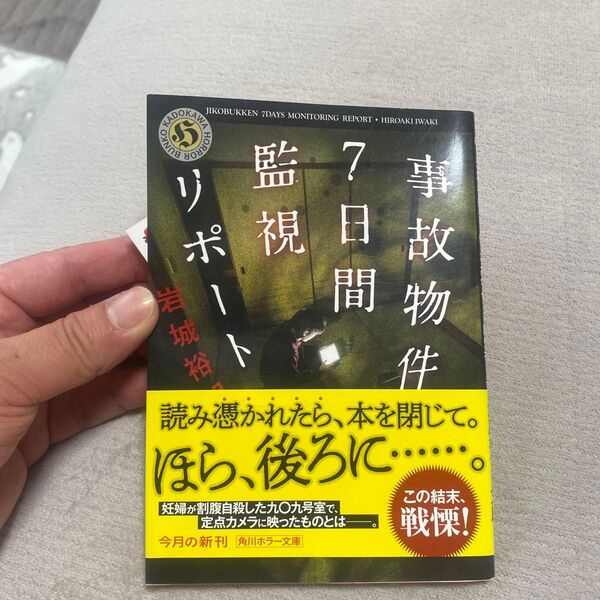 JIKOBUKKEN 7DAYS MONITORING REPORT • HIROAKI IWAKI
KADOKAWA HORROR BUNKO
H
事故物件
7日間
監視
リポート
岩城裕
読み憑かれたら、本を閉じて。
ほら、後ろに……。
妊婦が割腹自殺した九〇九号室で、
定点カメラに映ったものとは――。
今月の新刊
角川ホラー文庫
この結末、
戦慄!